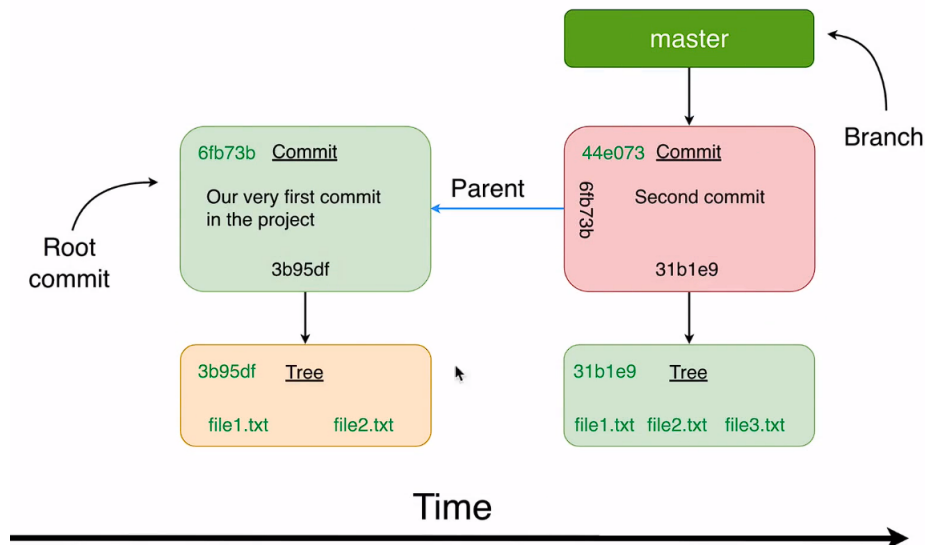 master
Branch
6fb73b Commit
Our very first commit
in the project
3b95df
Root
commit
Parent
44e073 Commit
6fb73b
Second commit
31b1e9
3b95df Tree
file1.txt file2.txt
31b1e9 Tree
file1.txt file2.txt file3.txt
Time